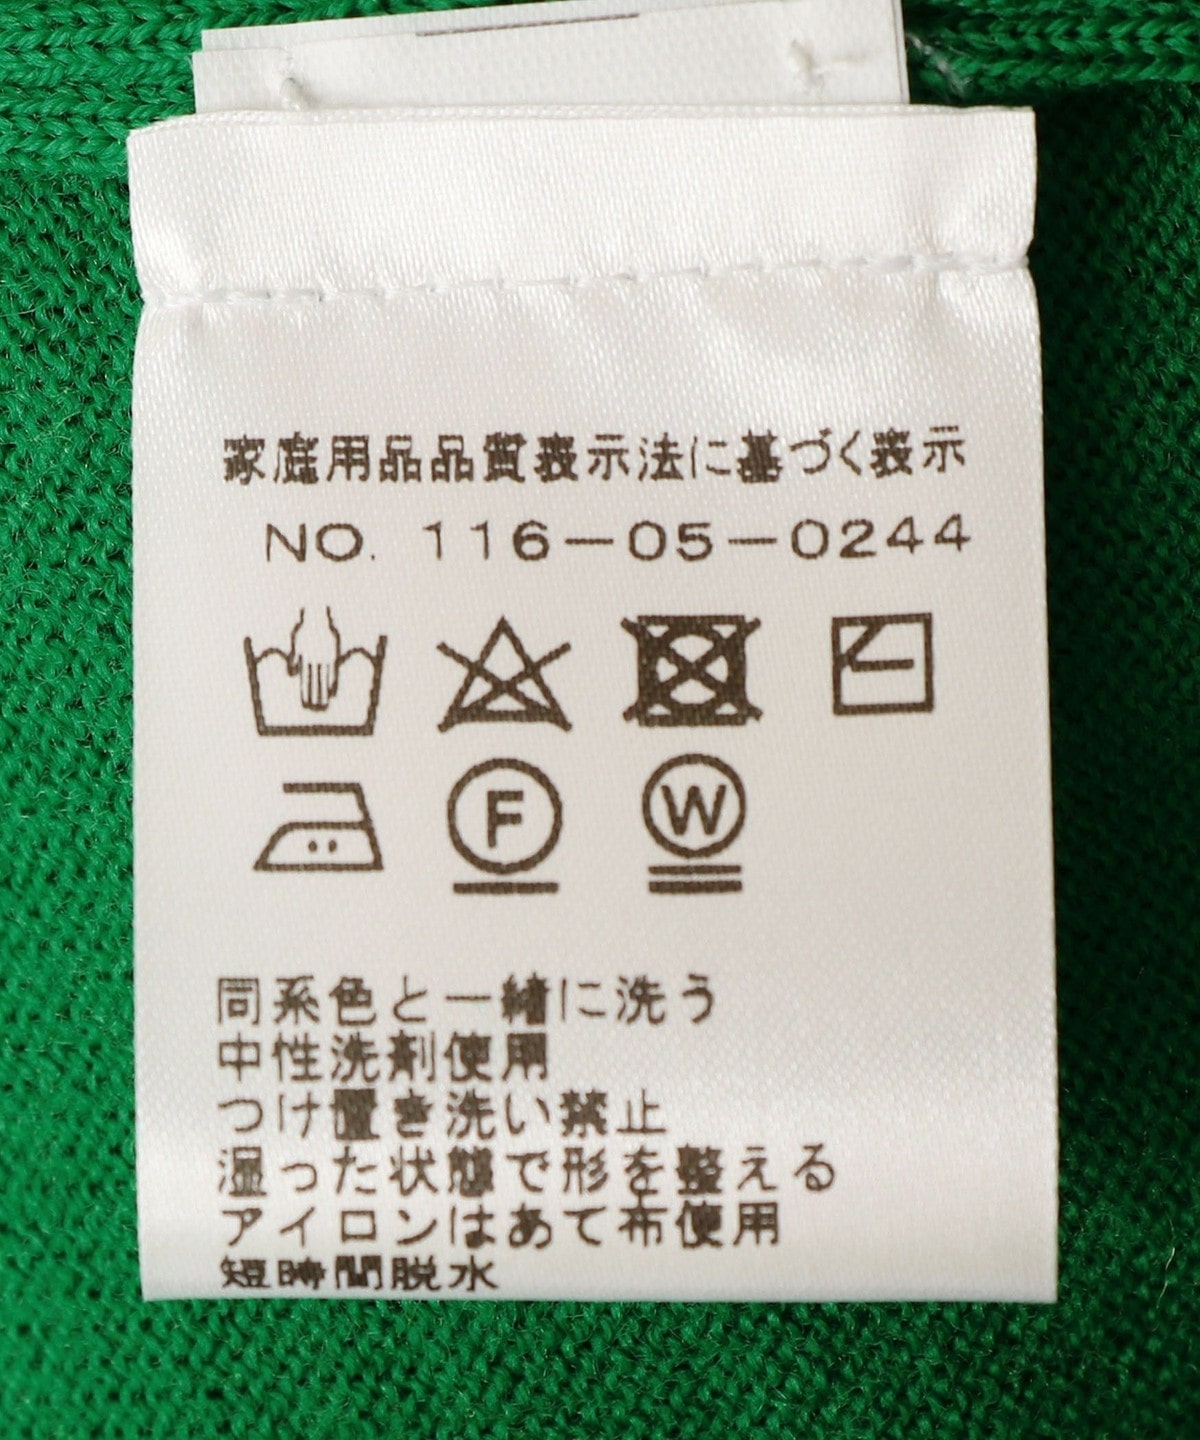 家庭用品品質表示法に基づく表示
NO. 116-05-0244
F W
同系色と一緒に洗う
中性洗剤使用
つけ置き洗い禁止
湿った状態で形を整える
アイロンはあて布使用
短時間脱水